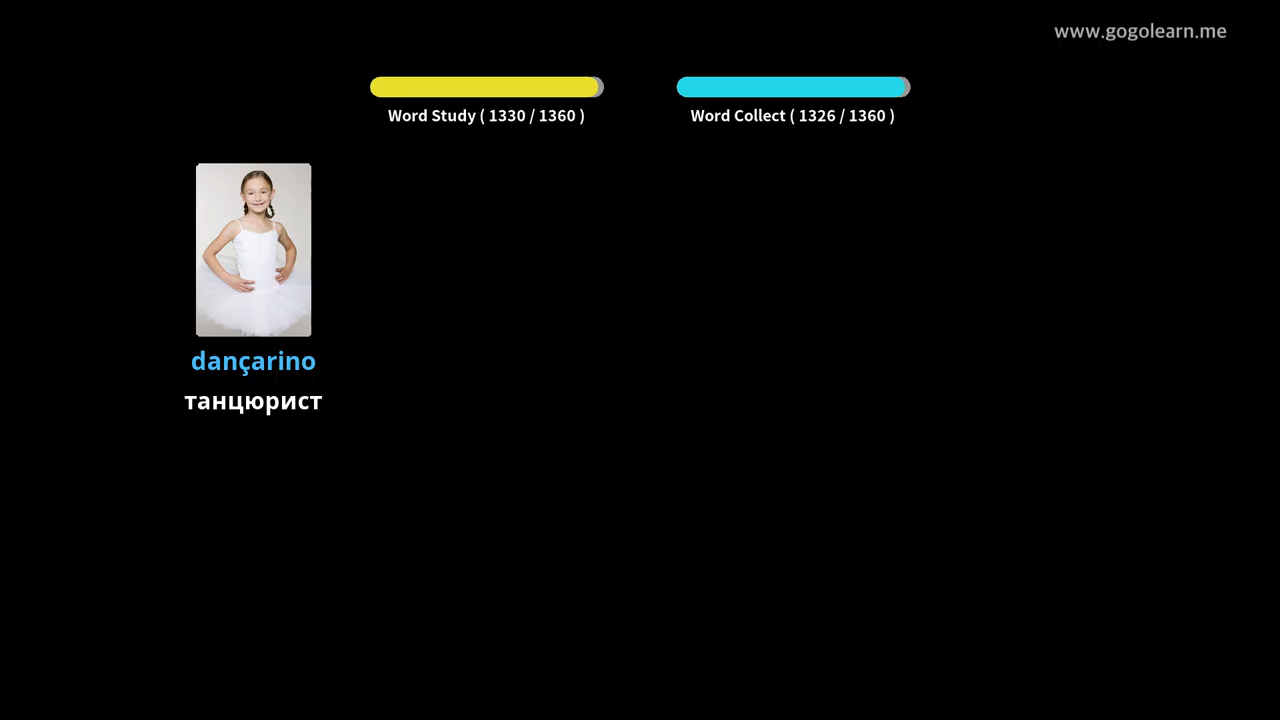 www.gogolearn.me
Word Study ( 1330 / 1360 )
Word Collect ( 1326 / 1360 )
dançarino
танцюрист